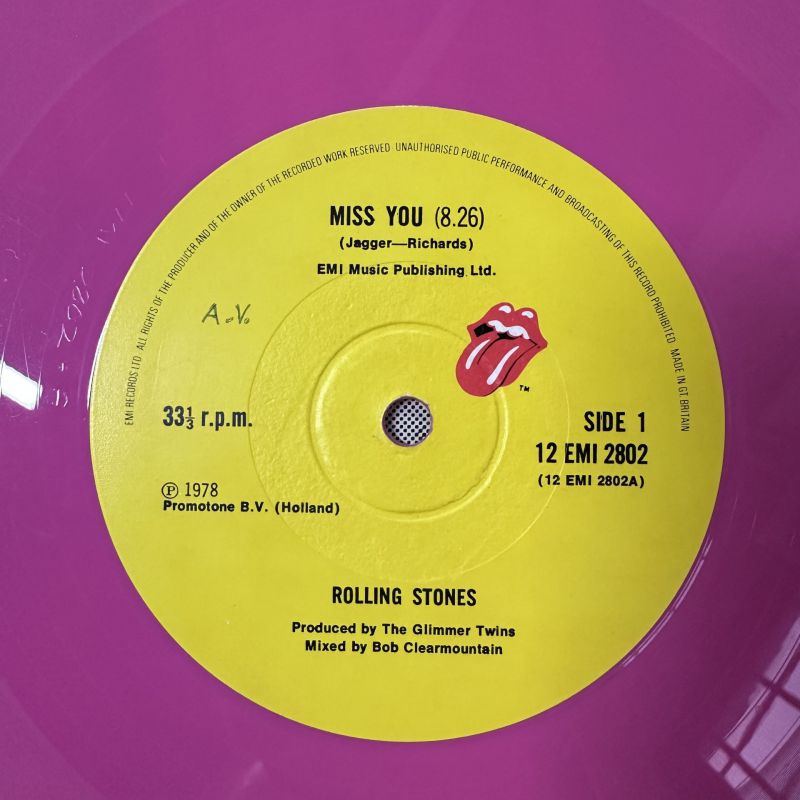 EMI RECORDS LTD ALL RIGHTS OF THE PRODUCER AND OF THE OWNER OF THE RECORDED WORK RESERVED UNAUTHORISED PUBLIC PERFORMANCE AND BROADCASTING OF THIS RECORD PROHIBITED MADE IN GT. BRITAIN
MISS YOU (8.26)
(Jagger—Richards)
EMI Music Publishing Ltd.
A.V.
TM
33⅓ r.p.m.
SIDE 1
12 EMI 2802
(12 EMI 2802A)
Ⓟ 1978
Promotone B.V. (Holland)
ROLLING STONES
Produced by The Glimmer Twins
Mixed by Bob Clearmountain